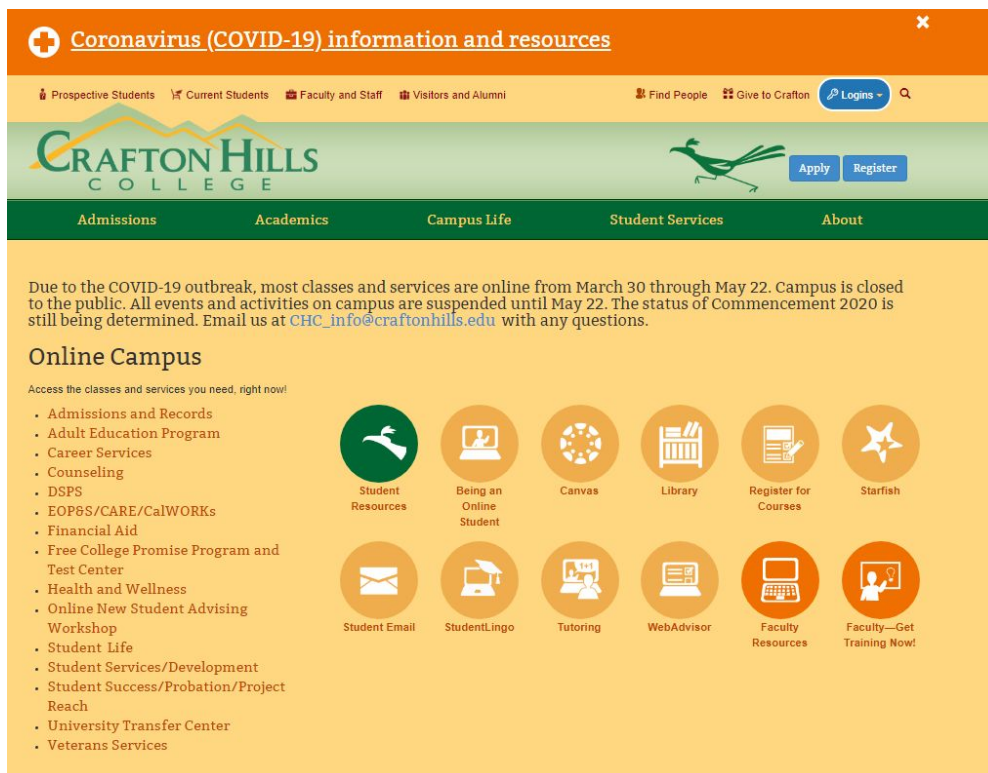 Coronavirus (COVID-19) information and resources
Prospective Students Current Students Faculty and Staff Visitors and Alumni Find People Give to Crafton Logins
CRAFTON HILLS
COLLEGE
Apply Register
Admissions Academics Campus Life Student Services About
Due to the COVID-19 outbreak, most classes and services are online from March 30 through May 22. Campus is closed
to the public. All events and activities on campus are suspended until May 22. The status of Commencement 2020 is
still being determined. Email us at CHC_info@craftonhills.edu with any questions.
Online Campus
Access the classes and services you need, right now!
Admissions and Records
Adult Education Program
Career Services
Counseling
DSPS
EOP&S/CARE/CalWORKs
Financial Aid
Free College Promise Program and
Test Center
Health and Wellness
Online New Student Advising
Workshop
Student Life
Student Services/Development
Student Success/Probation/Project
Reach
University Transfer Center
Veterans Services
Student
Resources
Being an
Online
Student
Canvas
Library
Register for
Courses
Starfish
Student Email
StudentLingo
1+1
Tutoring
WebAdvisor
Faculty
Resources
Faculty—Get
Training Now!